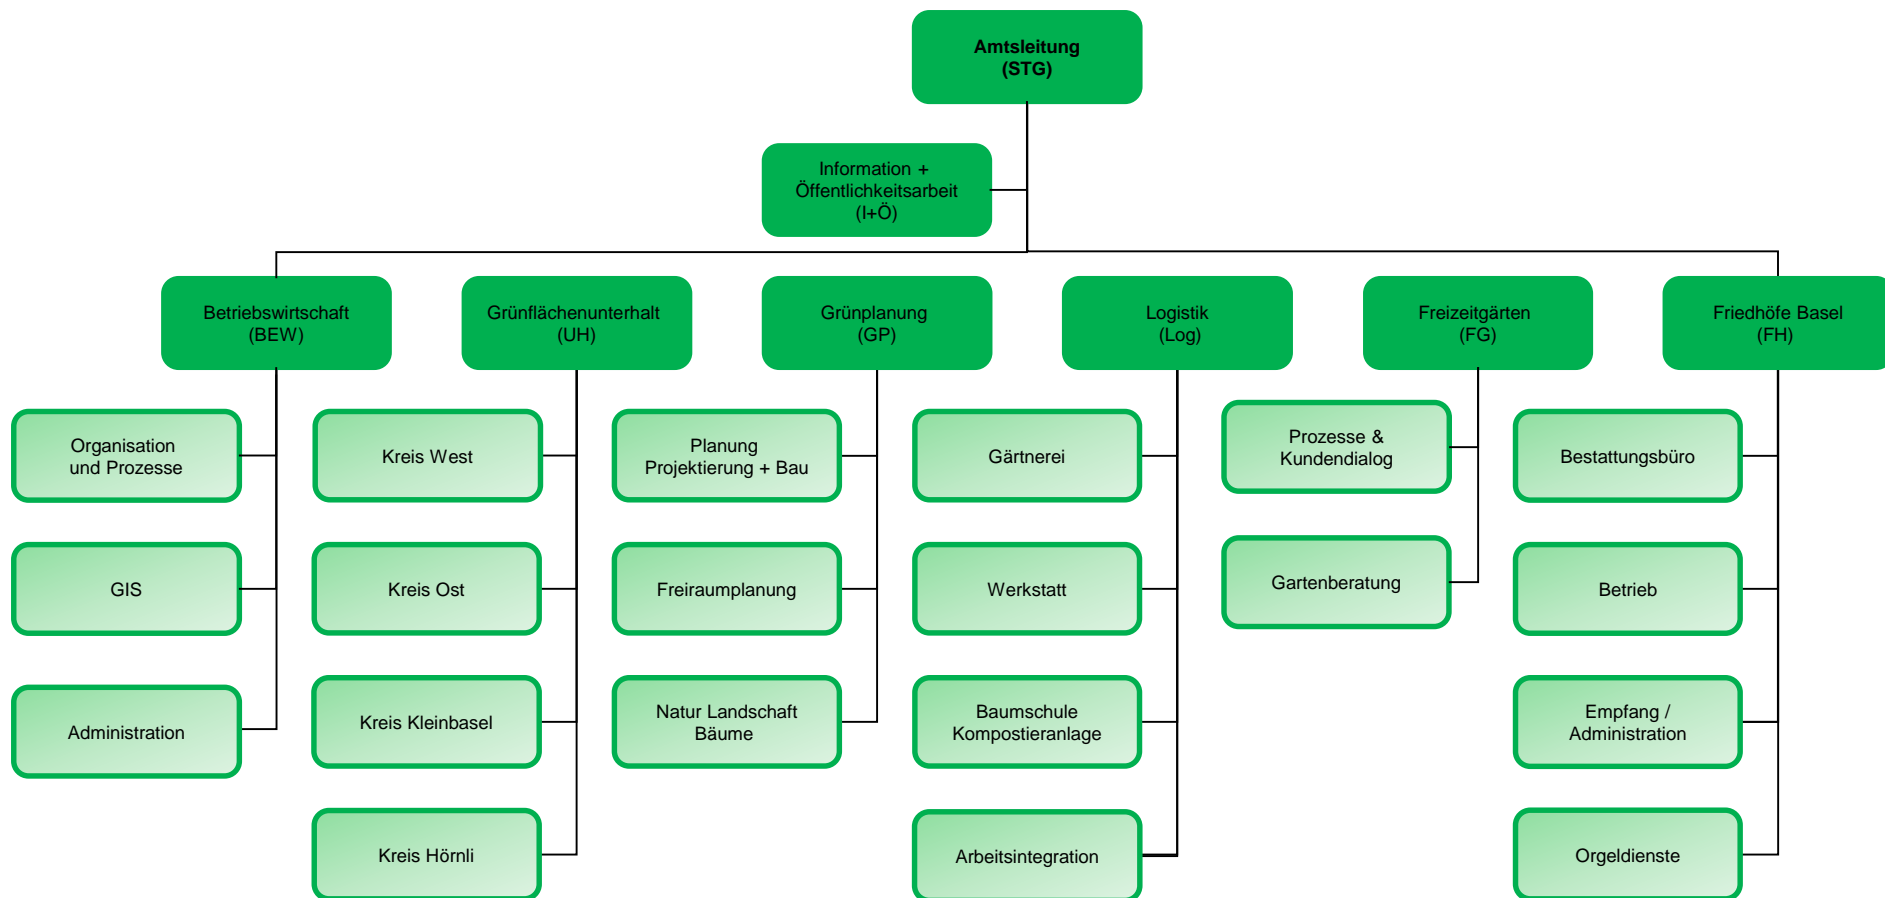 Amtsleitung
(STG)
Information +
Öffentlichkeitsarbeit
(I+Ö)
Betriebswirtschaft
(BEW)
Grünflächenunterhalt
(UH)
Grünplanung
(GP)
Logistik
(Log)
Freizeitgärten
(FG)
Friedhöfe Basel
(FH)
Organisation
und Prozesse
Kreis West
Planung
Projektierung + Bau
Gärtnerei
Prozesse &
Kundendialog
Bestattungsbüro
GIS
Kreis Ost
Freiraumplanung
Werkstatt
Gartenberatung
Betrieb
Administration
Kreis Kleinbasel
Natur Landschaft
Bäume
Baumschule
Kompostieranlage
Empfang /
Administration
Kreis Hörnli
Arbeitsintegration
Orgeldienste